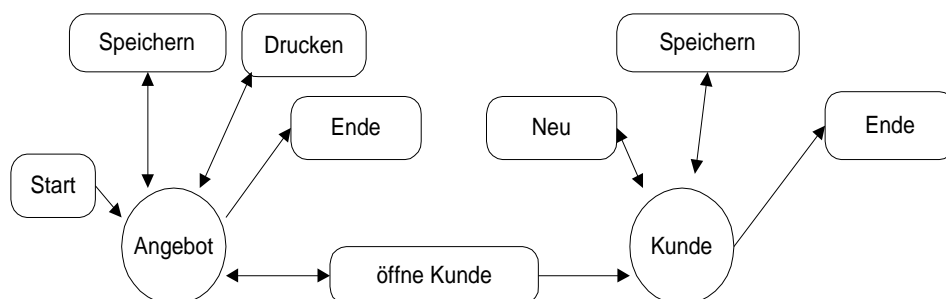 Speichern
Drucken
Speichern
Ende
Neu
Ende
Start
Angebot
Kunde
öffne Kunde